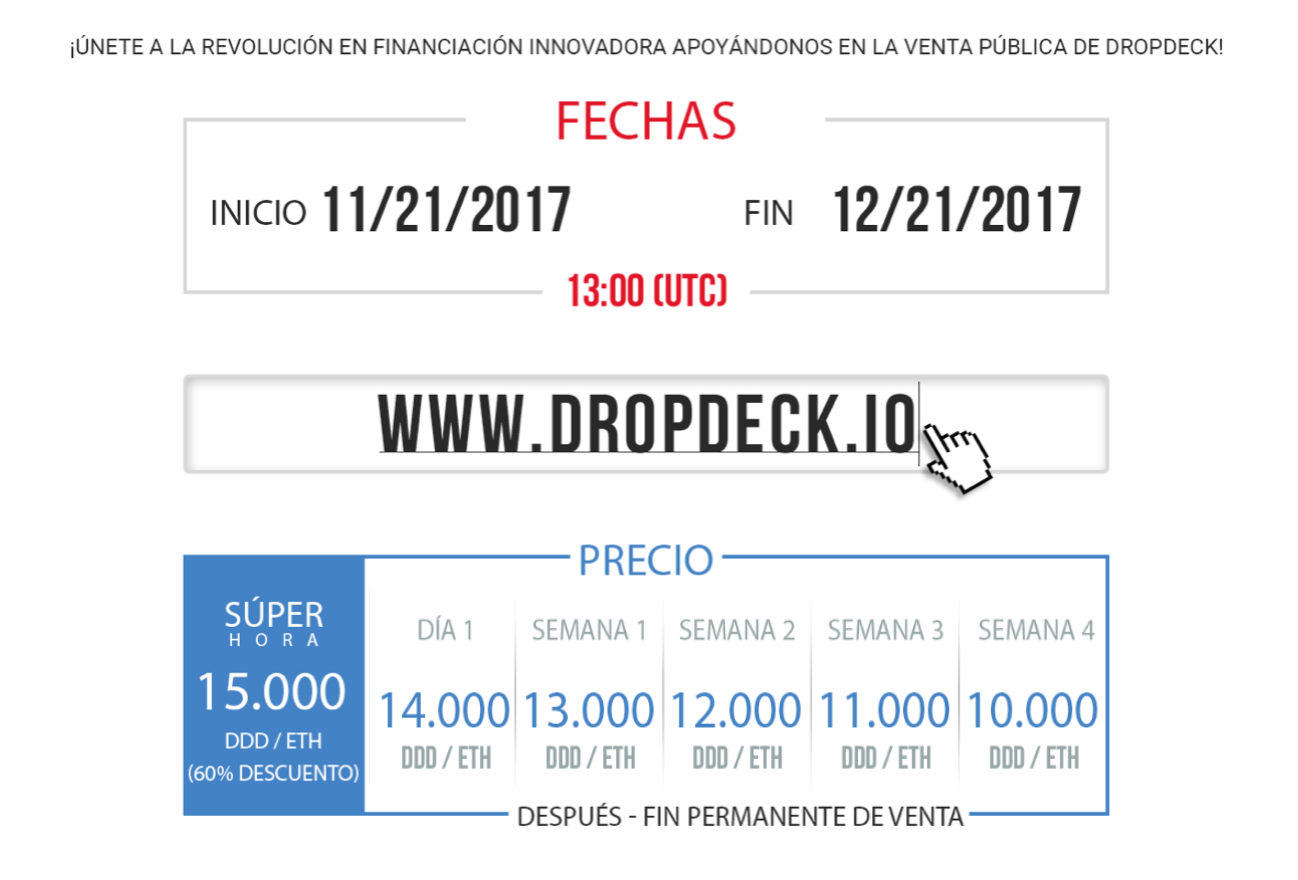 ¡ÚNETE A LA REVOLUCIÓN EN FINANCIACIÓN INNOVADORA APOYÁNDONOS EN LA VENTA PÚBLICA DE DROPDECK!
FECHAS
INICIO 11/21/2017 FIN 12/21/2017
13:00 (UTC)
WWW.DROPDECK.IO
PRECIO
SÚPER
HORA
15.000
DDD / ETH
(60% DESCUENTO)
DÍA 1
14.000
DDD / ETH
SEMANA 1
13.000
DDD / ETH
SEMANA 2
12.000
DDD / ETH
SEMANA 3
11.000
DDD / ETH
SEMANA 4
10.000
DDD / ETH
DESPUÉS - FIN PERMANENTE DE VENTA